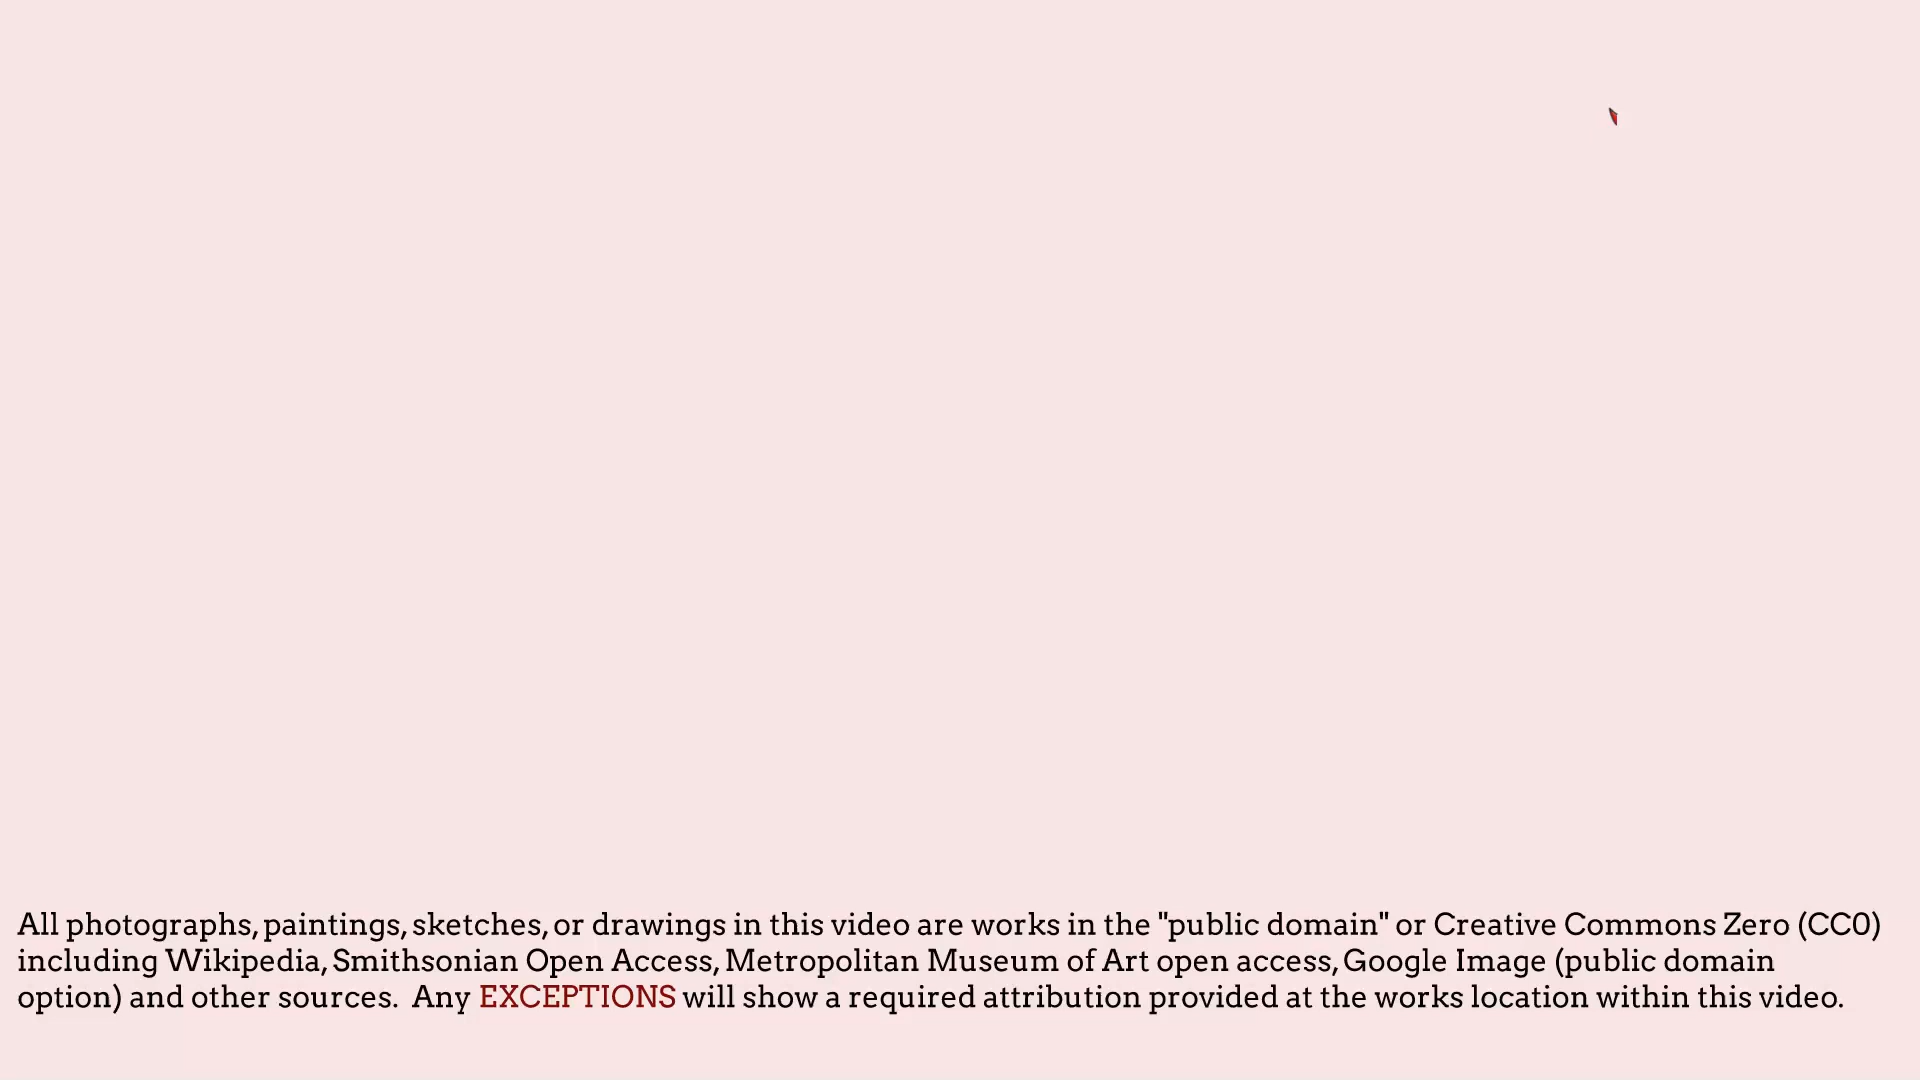 All photographs, paintings, sketches, or drawings in this video are works in the "public domain" or Creative Commons Zero (CC0)
including Wikipedia, Smithsonian Open Access, Metropolitan Museum of Art open access, Google Image (public domain
option) and other sources.  Any EXCEPTIONS will show a required attribution provided at the works location within this video.